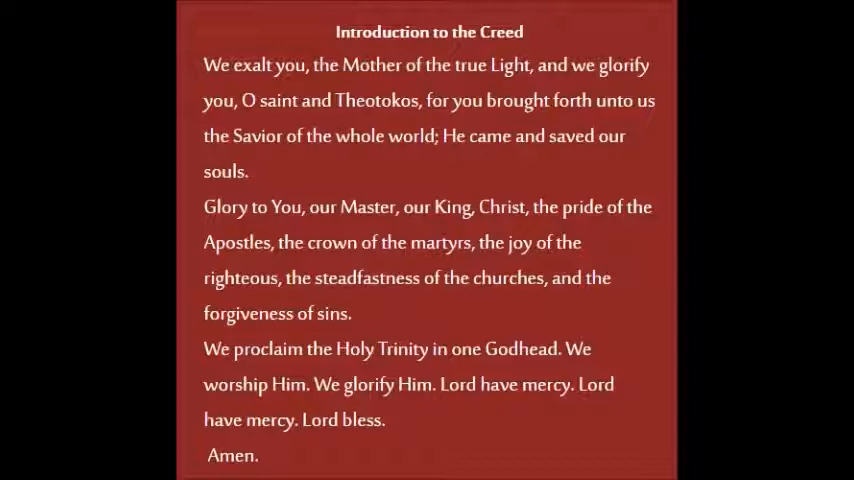 Introduction to the Creed
We exalt you, the Mother of the true Light, and we glorify
you, O saint and Theotokos, for you brought forth unto us
the Savior of the whole world; He came and saved our
souls.
Glory to You, our Master, our King, Christ, the pride of the
Apostles, the crown of the martyrs, the joy of the
righteous, the steadfastness of the churches, and the
forgiveness of sins.
We proclaim the Holy Trinity in one Godhead. We
worship Him. We glorify Him. Lord have mercy. Lord
have mercy. Lord bless.
Amen.